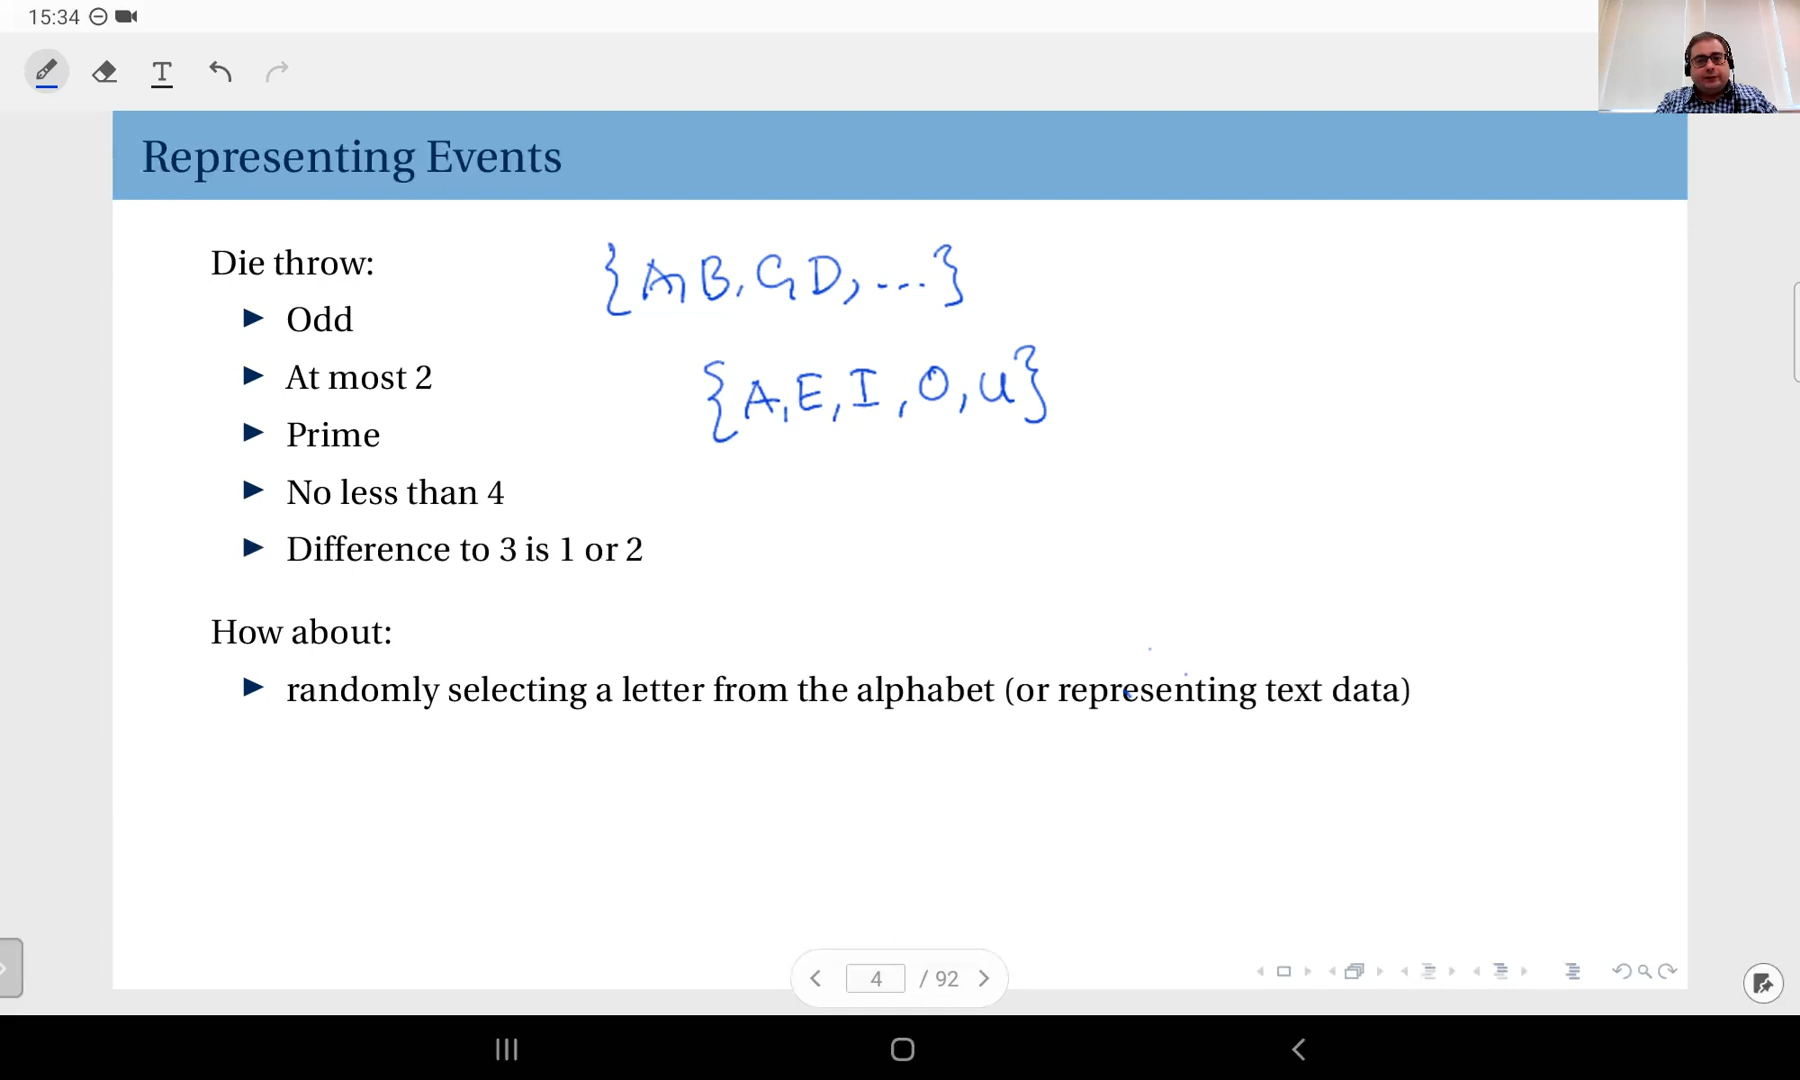 15:34
T
Representing Events
Die throw:
{A,B,C,D,...}
► Odd
{A,E,I,O,U}
► At most 2
► Prime
► No less than 4
► Difference to 3 is 1 or 2
How about:
► randomly selecting a letter from the alphabet (or representing text data)
4 / 92